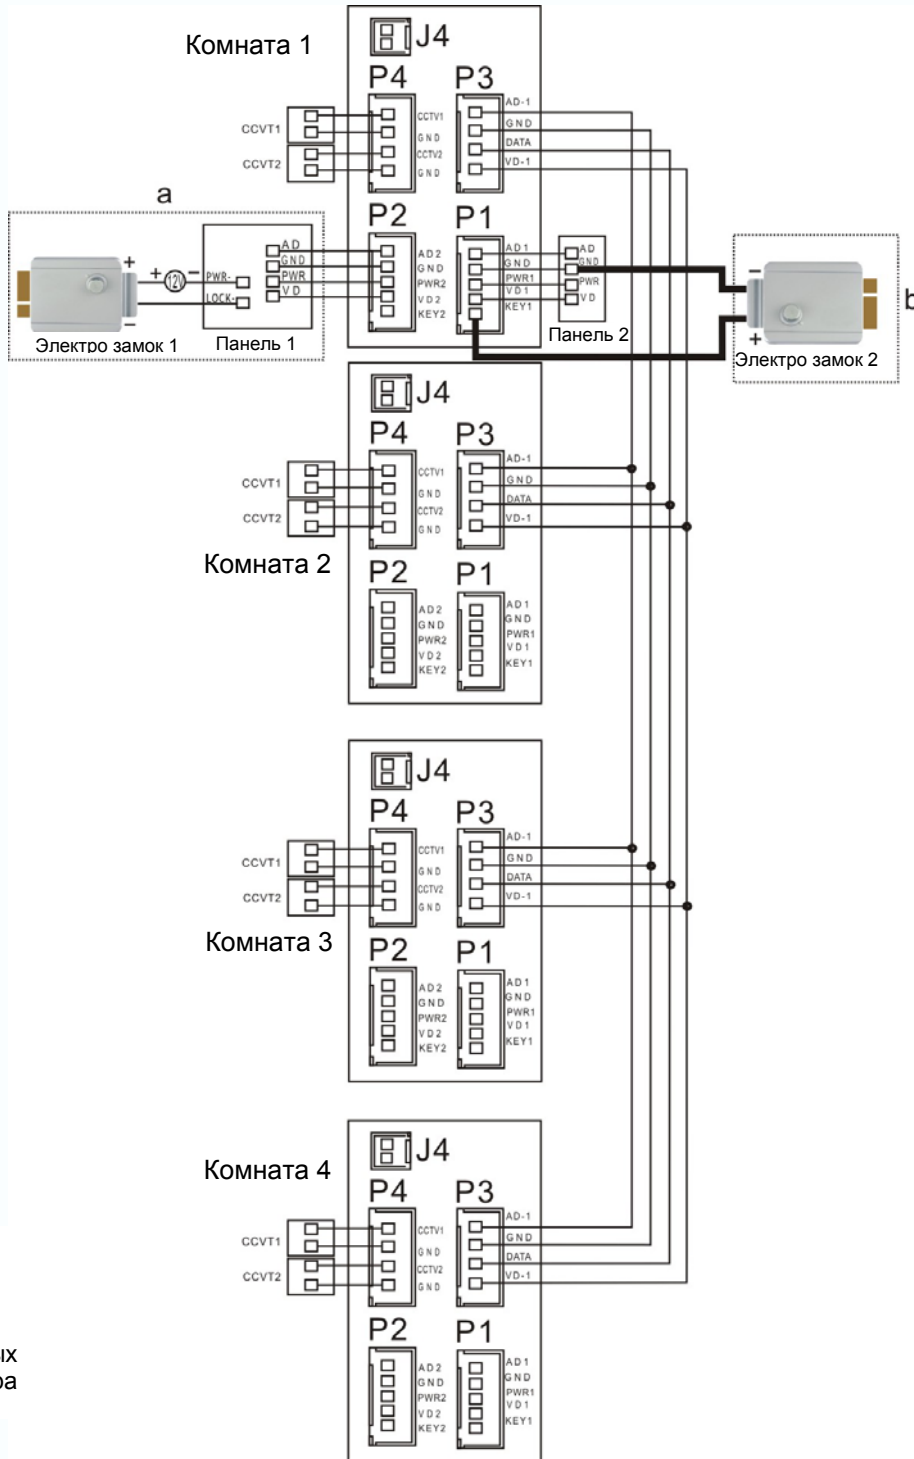 Комната 1
J4
P4
P3
CCTV1
GND
CCTV2
GND
AD-1
GND
DATA
VD-1
CCVT1
CCVT2
a
P2
P1
AD2
GND
PWR2
VD2
KEY2
AD1
GND
PWR1
VD1
KEY1
+
-
+
12V
-
PWR-
LOCK-
AD
GND
PWR
VD
Электро замок 1
Панель 1
AD
GND
PWR
VD
Панель 2
-
+
Электро замок 2
b
J4
P4
P3
CCTV1
GND
CCTV2
GND
AD-1
GND
DATA
VD-1
CCVT1
CCVT2
Комната 2
P2
P1
AD2
GND
PWR2
VD2
KEY2
AD1
GND
PWR1
VD1
KEY1
J4
P4
P3
CCTV1
GND
CCTV2
GND
AD-1
GND
DATA
VD-1
CCVT1
CCVT2
Комната 3
P2
P1
AD2
GND
PWR2
VD2
KEY2
AD1
GND
PWR1
VD1
KEY1
J4
Комната 4
P4
P3
CCTV1
GND
CCTV2
GND
AD-1
GND
DATA
VD-1
CCVT1
CCVT2
P2
P1
AD2
GND
PWR2
VD2
KEY2
AD1
GND
PWR1
VD1
KEY1
ых
ра